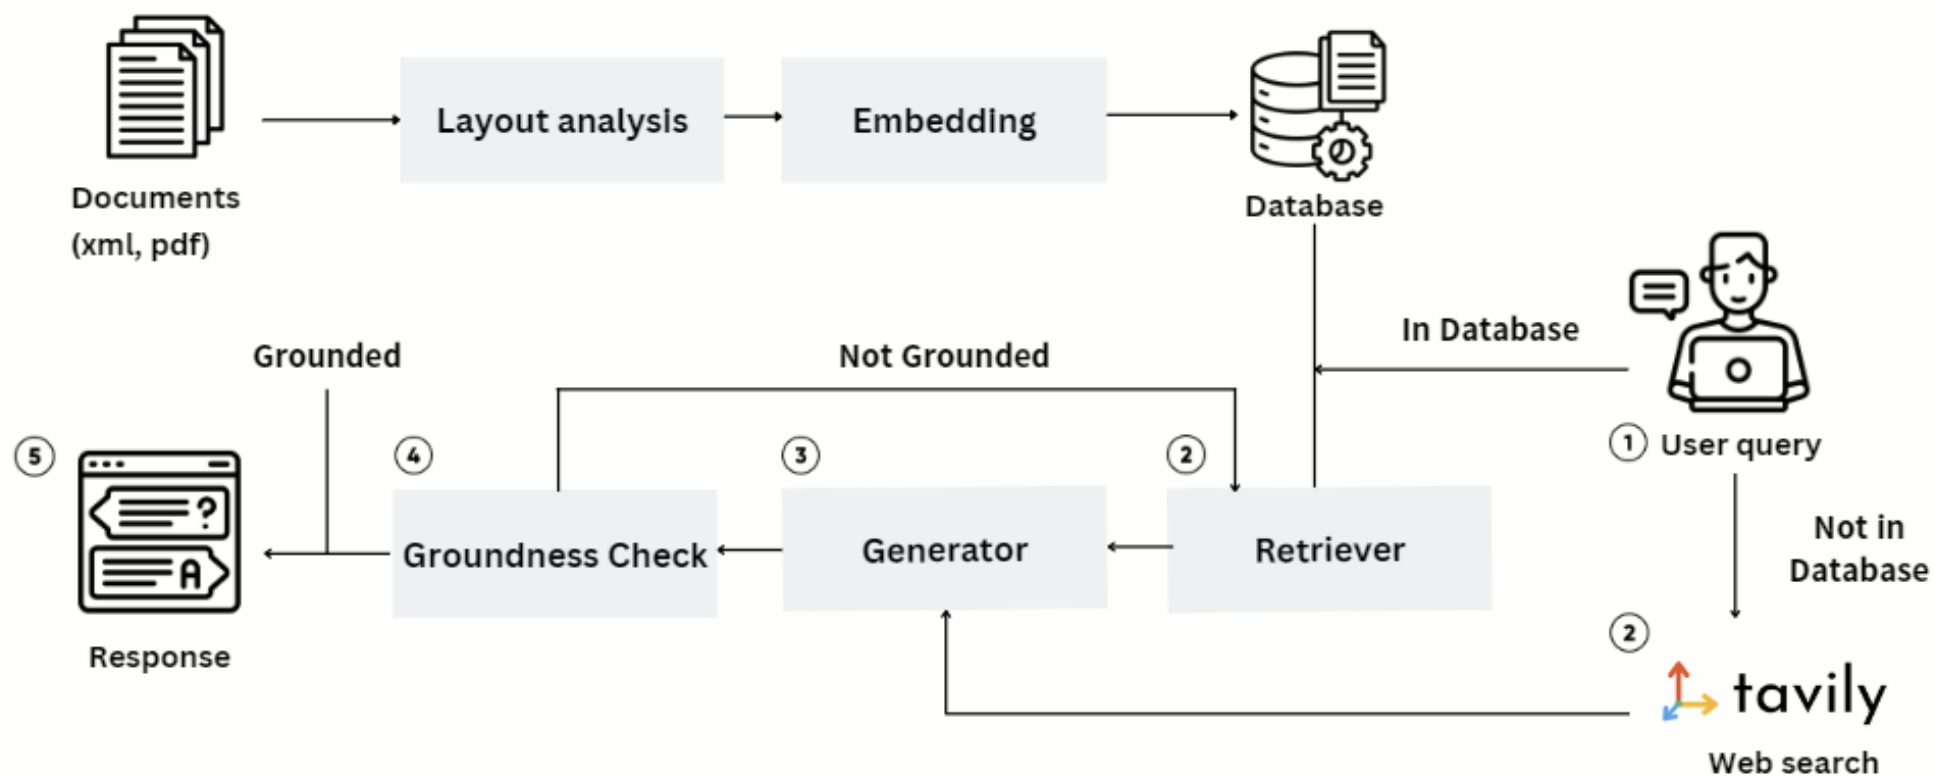 Layout analysis
Embedding
Documents
(xml, pdf)
Database
In Database
Grounded
Not Grounded
1 User query
5
4
3
2
?
A
Groundness Check
Generator
Retriever
Not in
Database
Response
2
tavily
Web search